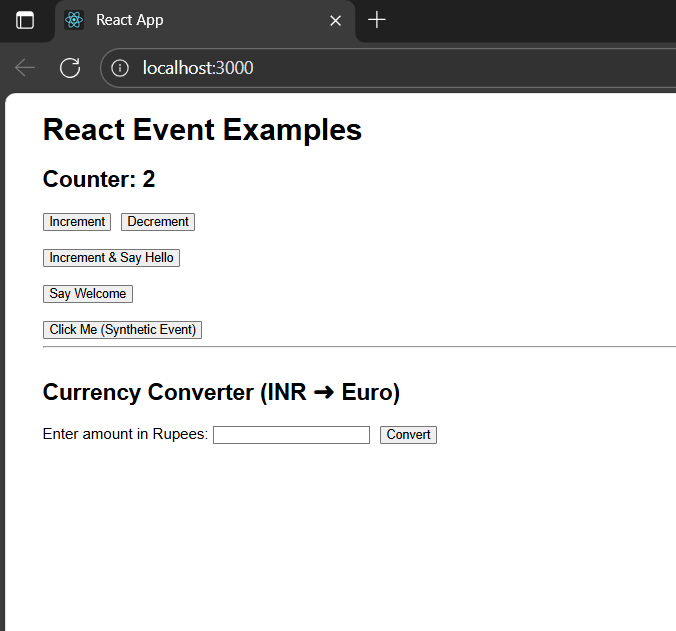 React App
localhost:3000
React Event Examples
Counter: 2
Increment Decrement
Increment & Say Hello
Say Welcome
Click Me (Synthetic Event)
Currency Converter (INR ➜ Euro)
Enter amount in Rupees: Convert